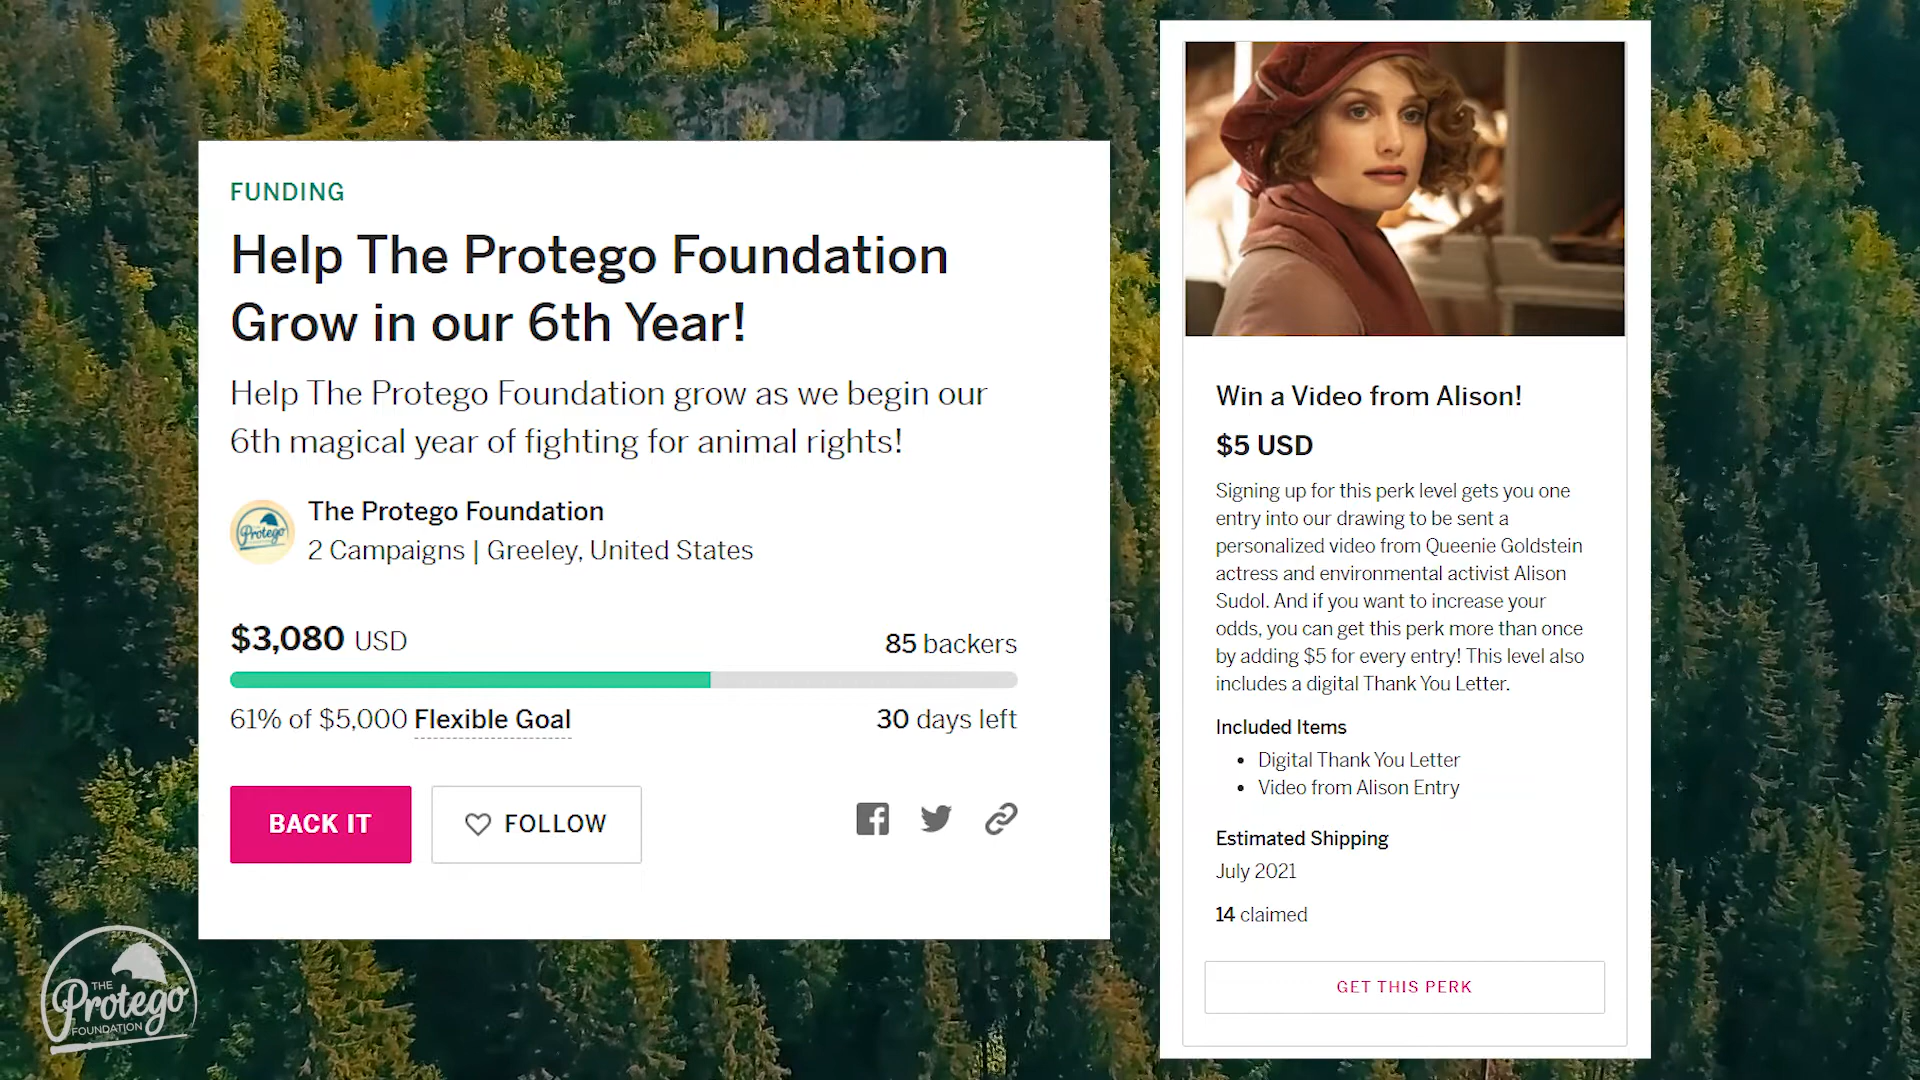 FUNDING
Help The Protego Foundation
Grow in our 6th Year!
Help The Protego Foundation grow as we begin our
6th magical year of fighting for animal rights!
Protego
The Protego Foundation
2 Campaigns | Greeley, United States
$3,080 USD
85 backers
61% of $5,000 Flexible Goal
30 days left
BACK IT
FOLLOW
THE
Protego
FOUNDATION
Win a Video from Alison!
$5 USD
Signing up for this perk level gets you one
entry into our drawing to be sent a
personalized video from Queenie Goldstein
actress and environmental activist Alison
Sudol. And if you want to increase your
odds, you can get this perk more than once
by adding $5 for every entry! This level also
includes a digital Thank You Letter.
Included Items
• Digital Thank You Letter
• Video from Alison Entry
Estimated Shipping
July 2021
14 claimed
GET THIS PERK